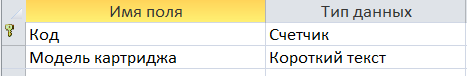 Имя поля Тип данных
Код Счетчик
Модель картриджа Короткий текст